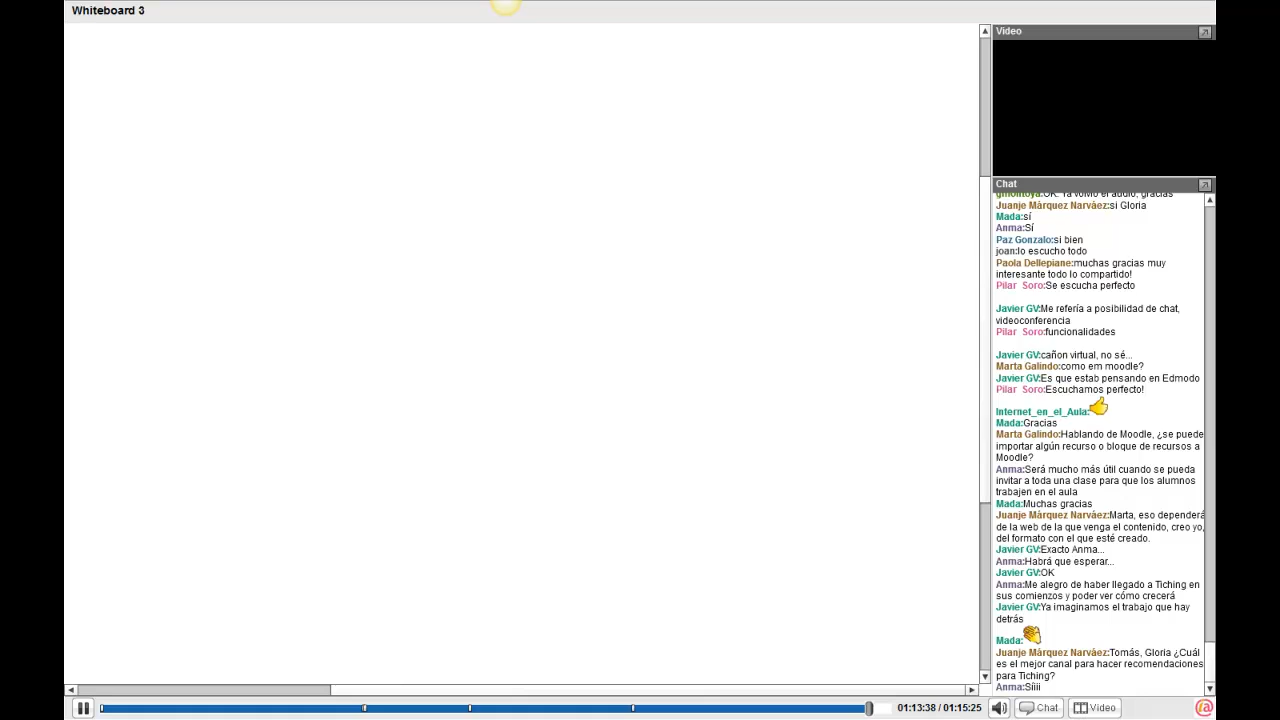 Whiteboard 3
Video
Chat
gmontoya:OK. Ya volvió el audio, gracias
Juanje Márquez Narváez:si Gloria
Mada:sí
Anma:Sí
Paz Gonzalo:si bien
joan:lo escucho todo
Paola Dellepiane:muchas gracias muy
interesante todo lo compartido!
Pilar Soro:Se escucha perfecto
Javier GV:Me refería a posibilidad de chat,
videoconferencia
Pilar Soro:funcionalidades
Javier GV:cañon virtual, no sé...
Marta Galindo:como em moodle?
Javier GV:Es que estab pensando en Edmodo
Pilar Soro:Escuchamos perfecto!
Internet_en_el_Aula:
Mada:Gracias
Marta Galindo:Hablando de Moodle, ¿se puede
importar algún recurso o bloque de recursos a
Moodle?
Anma:Será mucho más útil cuando se pueda
invitar a toda una clase para que los alumnos
trabajen en el aula
Mada:Muchas gracias
Juanje Márquez Narváez:Marta, eso dependerá
de la web de la que venga el contenido, creo yo,
del formato con el que esté creado.
Javier GV:Exacto Anma...
Anma:Habrá que esperar...
Javier GV:OK
Anma:Me alegro de haber llegado a Tiching en
sus comienzos y poder ver cómo crecerá
Javier GV:Ya imaginamos el trabajo que hay
detrás
Mada:
Juanje Márquez Narváez:Tomás, Gloria ¿Cuál
es el mejor canal para hacer recomendaciones
para Tiching?
Anma:Síiii
01:13:38 / 01:15:25
Chat
Video